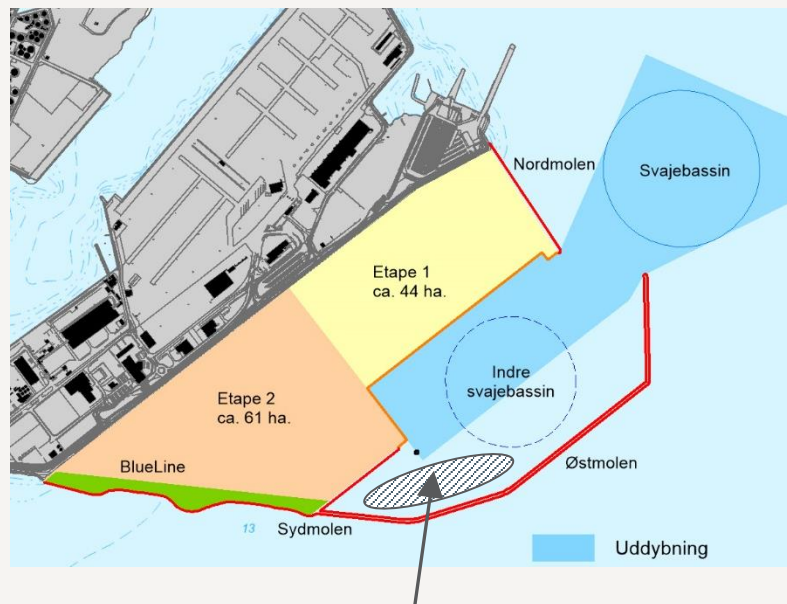 Nordmolen
Svajebassin
Etape 1
ca. 44 ha.
Indre
svajebassin
Etape 2
ca. 61 ha.
BlueLine
Østmolen
13
Sydmolen
Uddybning